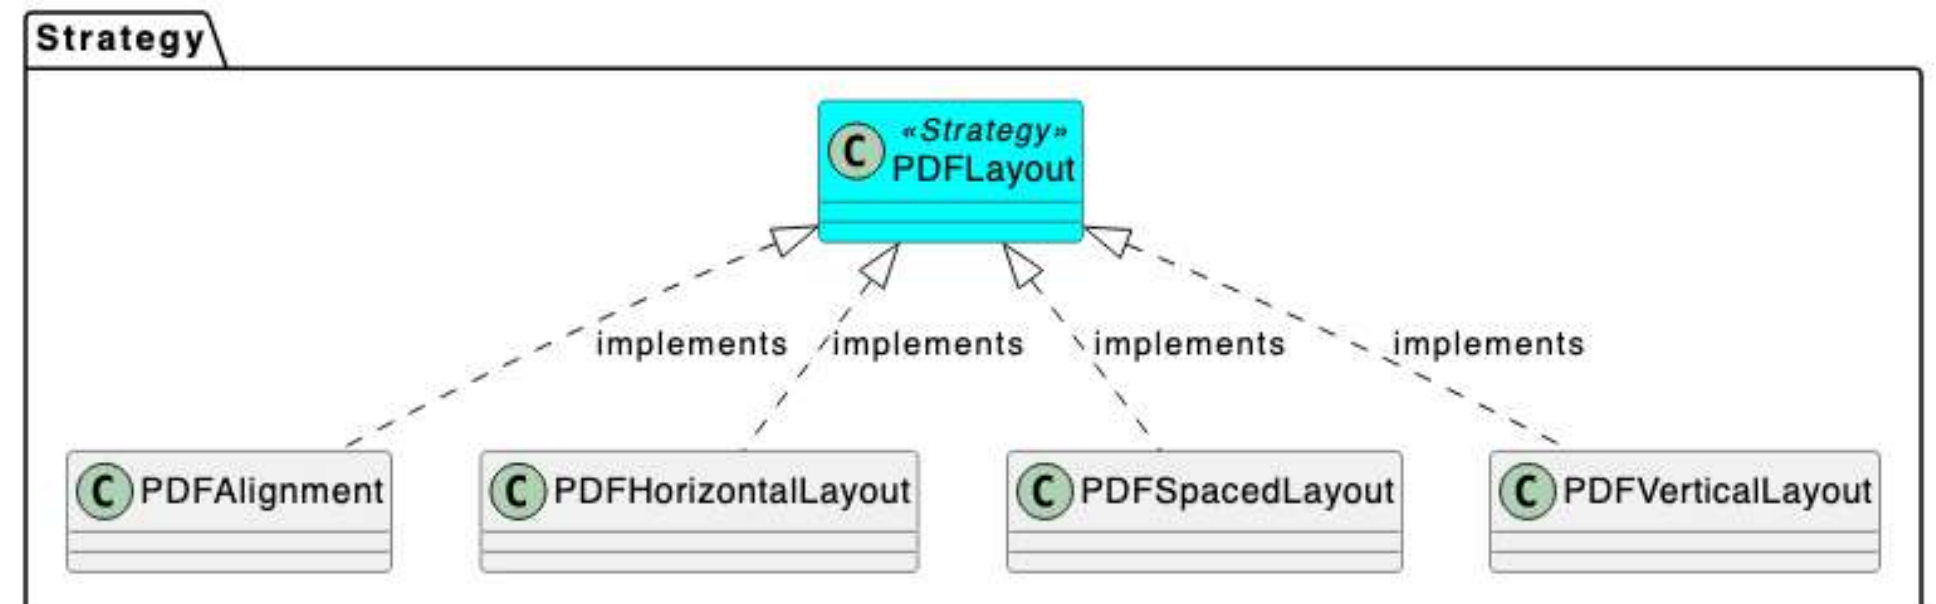 Strategy
C
«Strategy»
PDFLayout
implements
implements
implements
implements
C PDFAlignment
C PDFHorizontalLayout
C PDFSpacedLayout
C PDFVerticalLayout